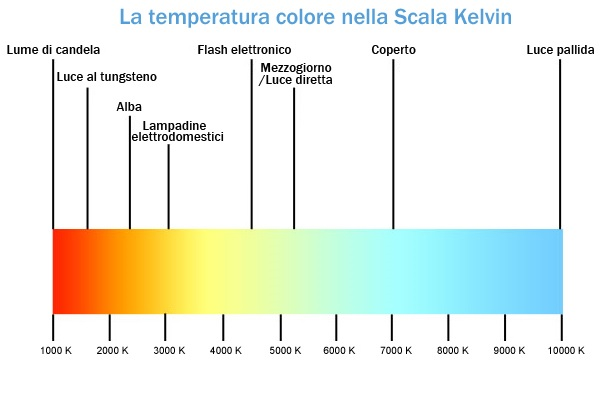 La temperatura colore nella Scala Kelvin
Lume di candela
Flash elettronico
Coperto
Luce pallida
Luce al tungsteno
Mezzogiorno
/Luce diretta
Alba
Lampadine
elettrodomestici
1000 K
2000 K
3000 K
4000 K
5000 K
6000 K
7000 K
8000 K
9000 K
10000 K